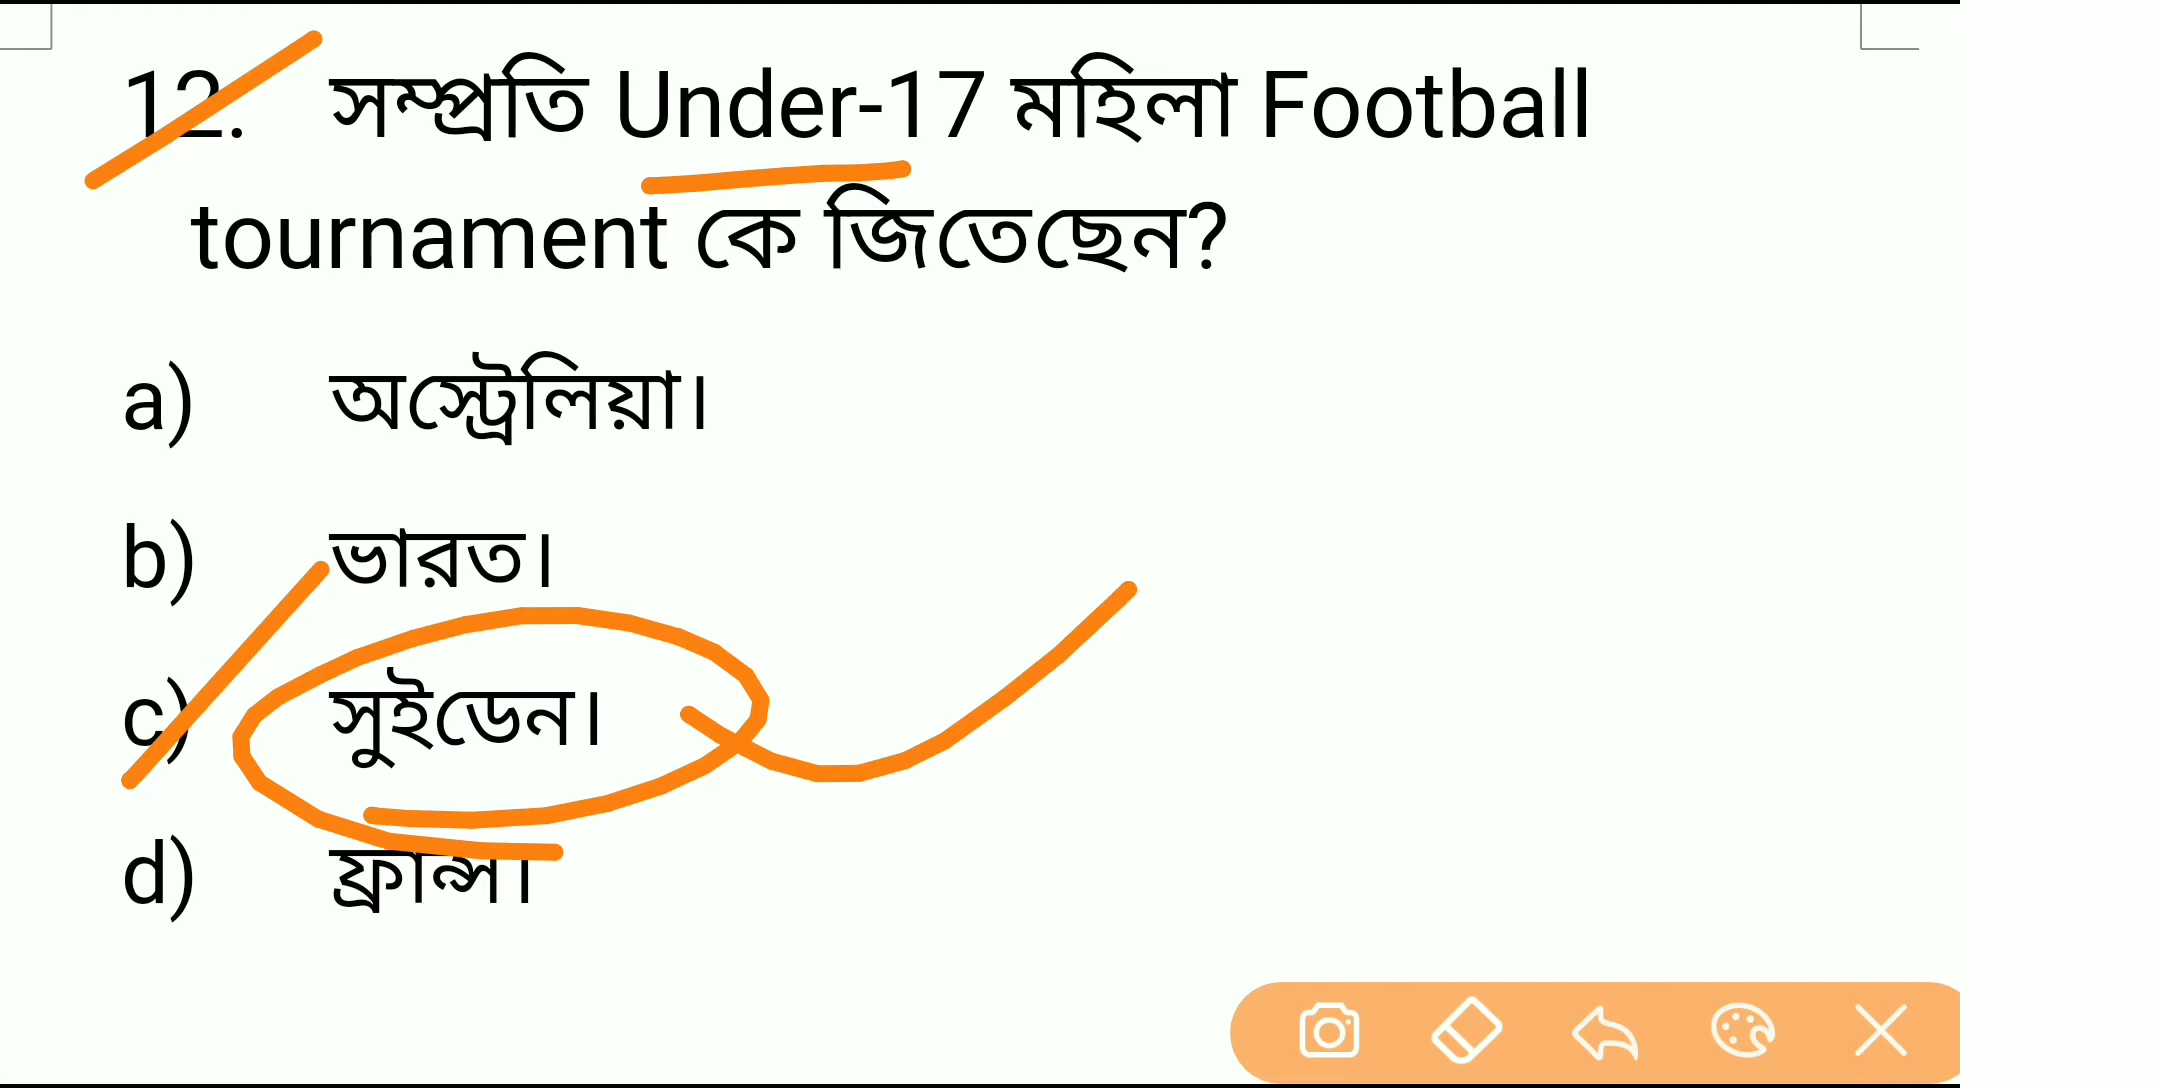 12. সম্প্রতি Under-17 মহিলা Football
tournament কে জিতেছেন?
a) অস্ট্রেলিয়া।
b) ভারত।
c) সুইডেন।
d) ফ্রান্স।